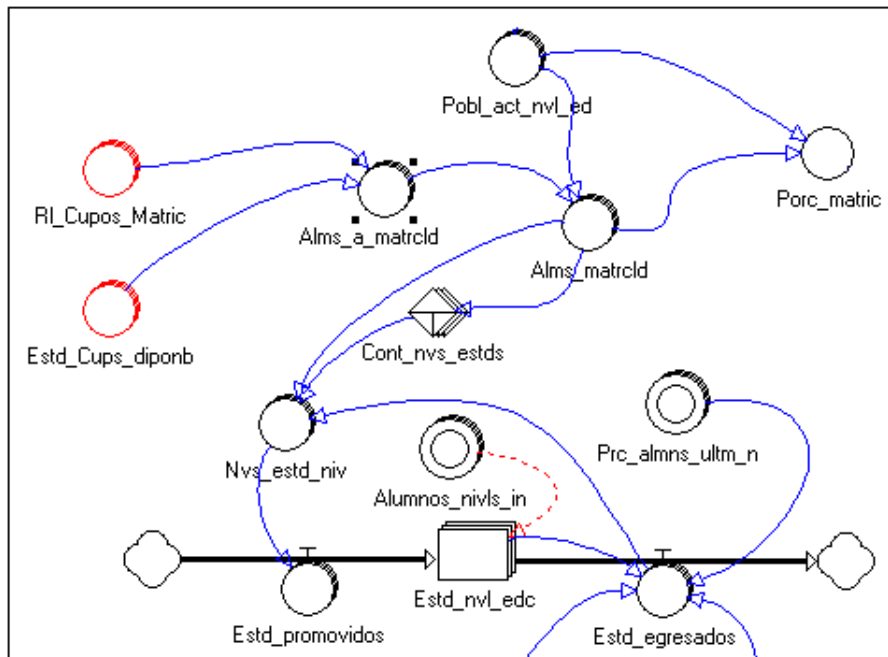 Pobl_act_nvl_ed
Rl_Cupos_Matric
Alms_a_matrcld
Porc_matric
Alms_matrcld
Estd_Cups_diponb
Cont_nvs_estds
Nvs_estd_niv
Alumnos_nivls_in
Prc_almns_ultm_n
Estd_nvl_edc
Estd_promovidos
Estd_egresados